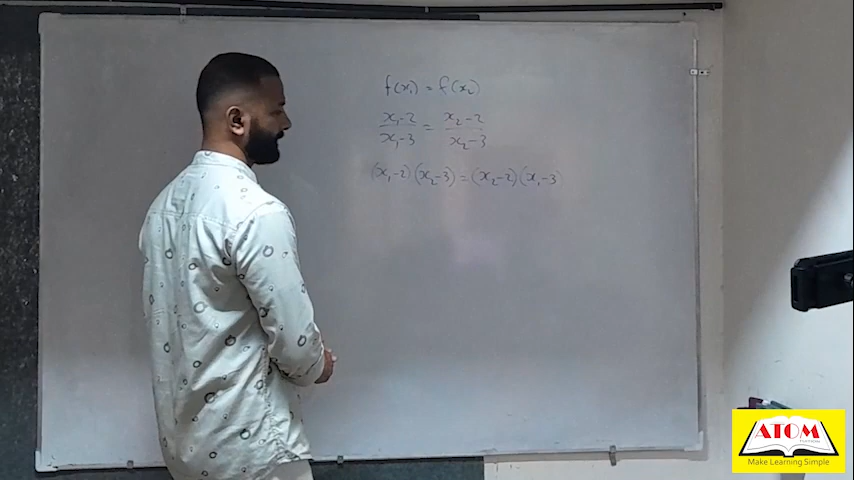 f(x₁) = f(x₂)
x₁-2/x₁-3 = x₂-2/x₂-3
(x₁-2)(x₂-3) = (x₂-2)(x₁-3)
ATOM
Make Learning Simple